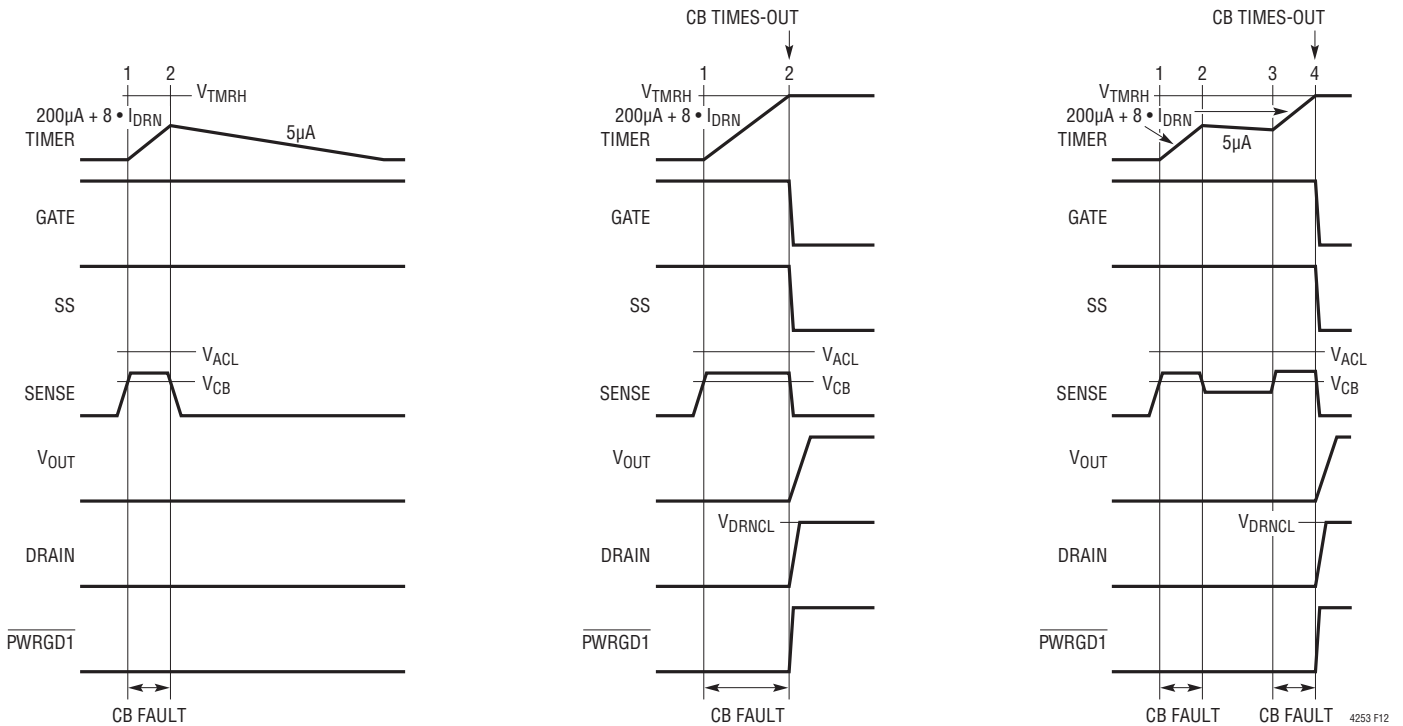 1 2
V_TMRH
200μA + 8 • I_DRN
TIMER
5μA
GATE
SS
V_ACL
V_CB
SENSE
V_OUT
DRAIN
PWRGD1
CB FAULT
CB TIMES-OUT
1 2
V_TMRH
200μA + 8 • I_DRN
TIMER
GATE
SS
V_ACL
V_CB
SENSE
V_OUT
V_DRNCL
DRAIN
PWRGD1
CB FAULT
CB TIMES-OUT
1 2 3 4
V_TMRH
200μA + 8 • I_DRN
TIMER
5μA
GATE
SS
V_ACL
V_CB
SENSE
V_OUT
V_DRNCL
DRAIN
PWRGD1
CB FAULT CB FAULT
4253 F12